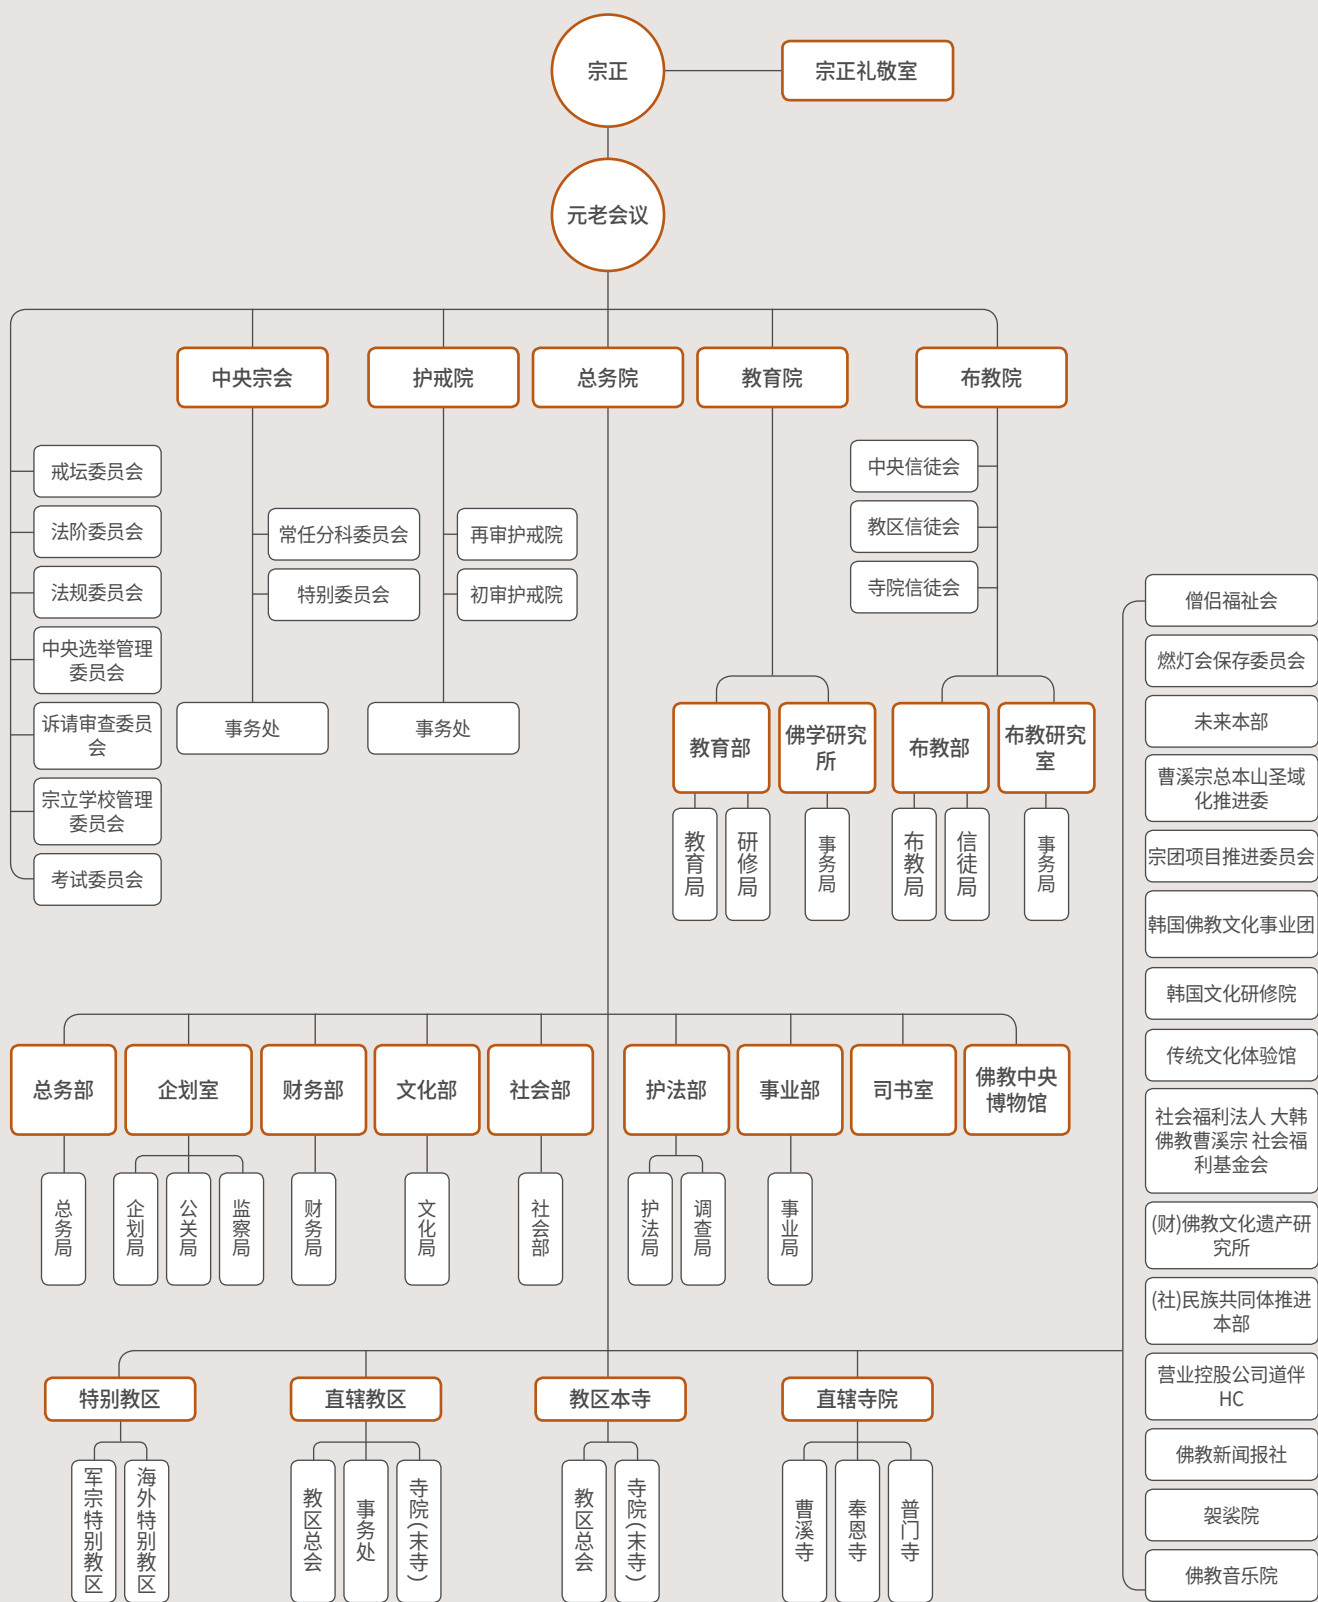 宗正
宗正礼敬室
元老会议
中央宗会
护戒院
总务院
教育院
布教院
戒坛委员会
法阶委员会
法规委员会
中央选举管理
委员会
诉请审查委员
会
宗立学校管理
委员会
考试委员会
常任分科委员会
特别委员会
事务处
再审护戒院
初审护戒院
事务处
中央信徒会
教区信徒会
寺院信徒会
教育部
佛学研究
所
布教部
布教研究
室
教育局
研修局
事务局
布教局
信徒局
事务局
僧侣福祉会
燃灯会保存委员会
未来本部
曹溪宗总本山圣域
化推进委
宗团项目推进委员会
韩国佛教文化事业团
韩国文化研修院
传统文化体验馆
社会福利法人 大韩
佛教曹溪宗 社会福
利基金会
(财)佛教文化遗产研
究所
(社)民族共同体推进
本部
营业控股公司道伴
HC
佛教新闻报社
袈裟院
佛教音乐院
总务部
企划室
财务部
文化部
社会部
护法部
事业部
司书室
佛教中央
博物馆
总务局
企划局
公关局
监察局
财务局
文化局
社会部
护法局
调查局
事业局
特别教区
直辖教区
教区本寺
直辖寺院
军宗特别教区
海外特别教区
教区总会
事务处
寺院(末寺)
教区总会
寺院(末寺)
曹溪寺
奉恩寺
普门寺